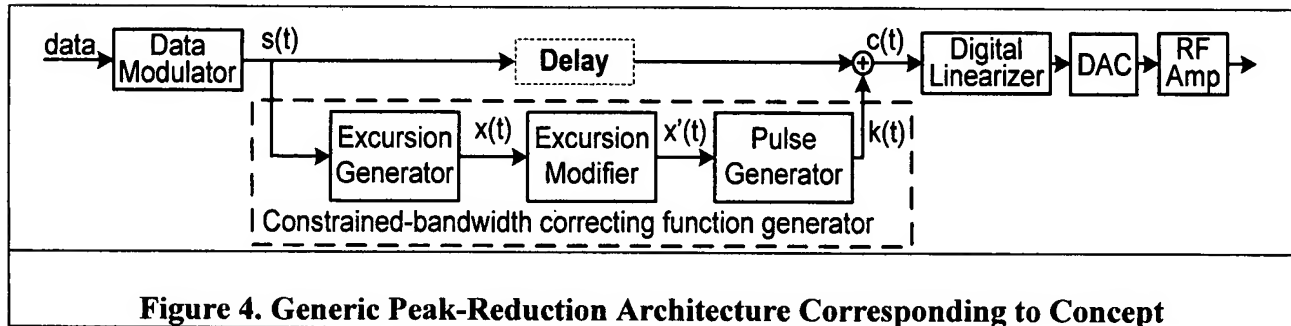 data
Data
Modulator
s(t)
Delay
c(t)
Digital
Linearizer
DAC
RF
Amp
Excursion
Generator
x(t)
Excursion
Modifier
x'(t)
Pulse
Generator
k(t)
Constrained-bandwidth correcting function generator
Figure 4. Generic Peak-Reduction Architecture Corresponding to Concept